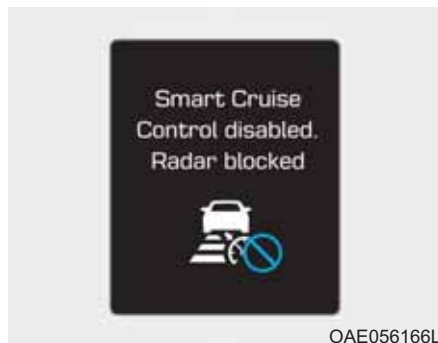 Smart Cruise
Control disabled.
Radar blocked
OAE056166L